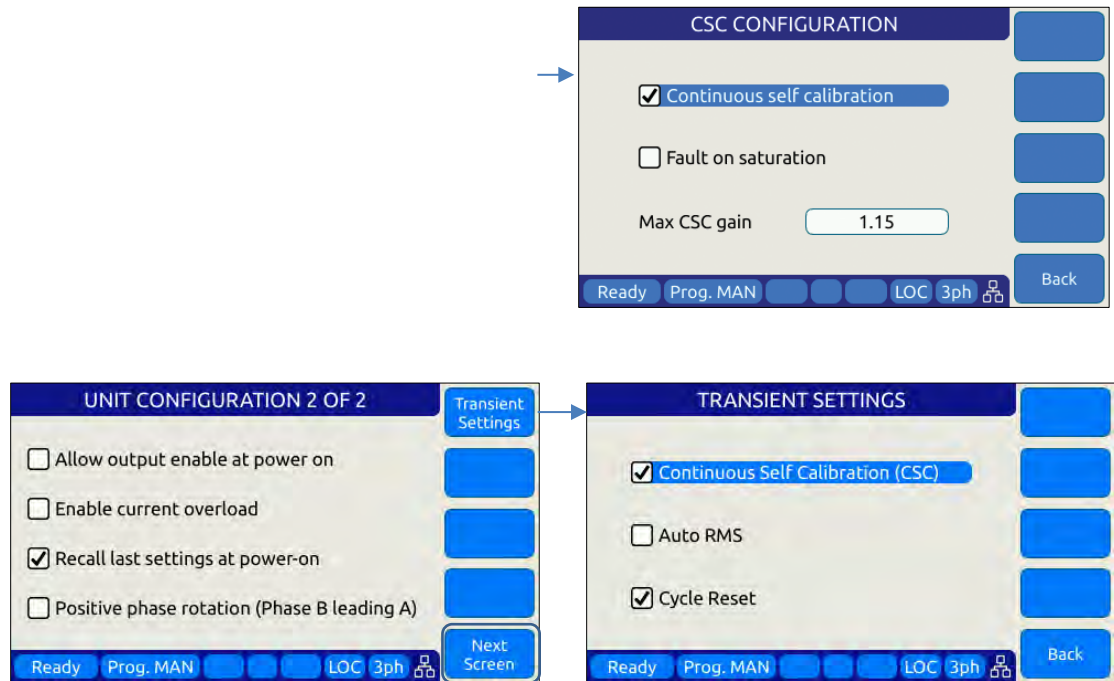 CSC CONFIGURATION
Continuous self calibration
Fault on saturation
Max CSC gain 1.15
Back
Ready Prog. MAN LOC 3ph
UNIT CONFIGURATION 2 OF 2
Transient
Settings
Allow output enable at power on
Enable current overload
Recall last settings at power-on
Positive phase rotation (Phase B leading A)
Next
Screen
Ready Prog. MAN LOC 3ph
TRANSIENT SETTINGS
Continuous Self Calibration (CSC)
Auto RMS
Cycle Reset
Back
Ready Prog. MAN LOC 3ph